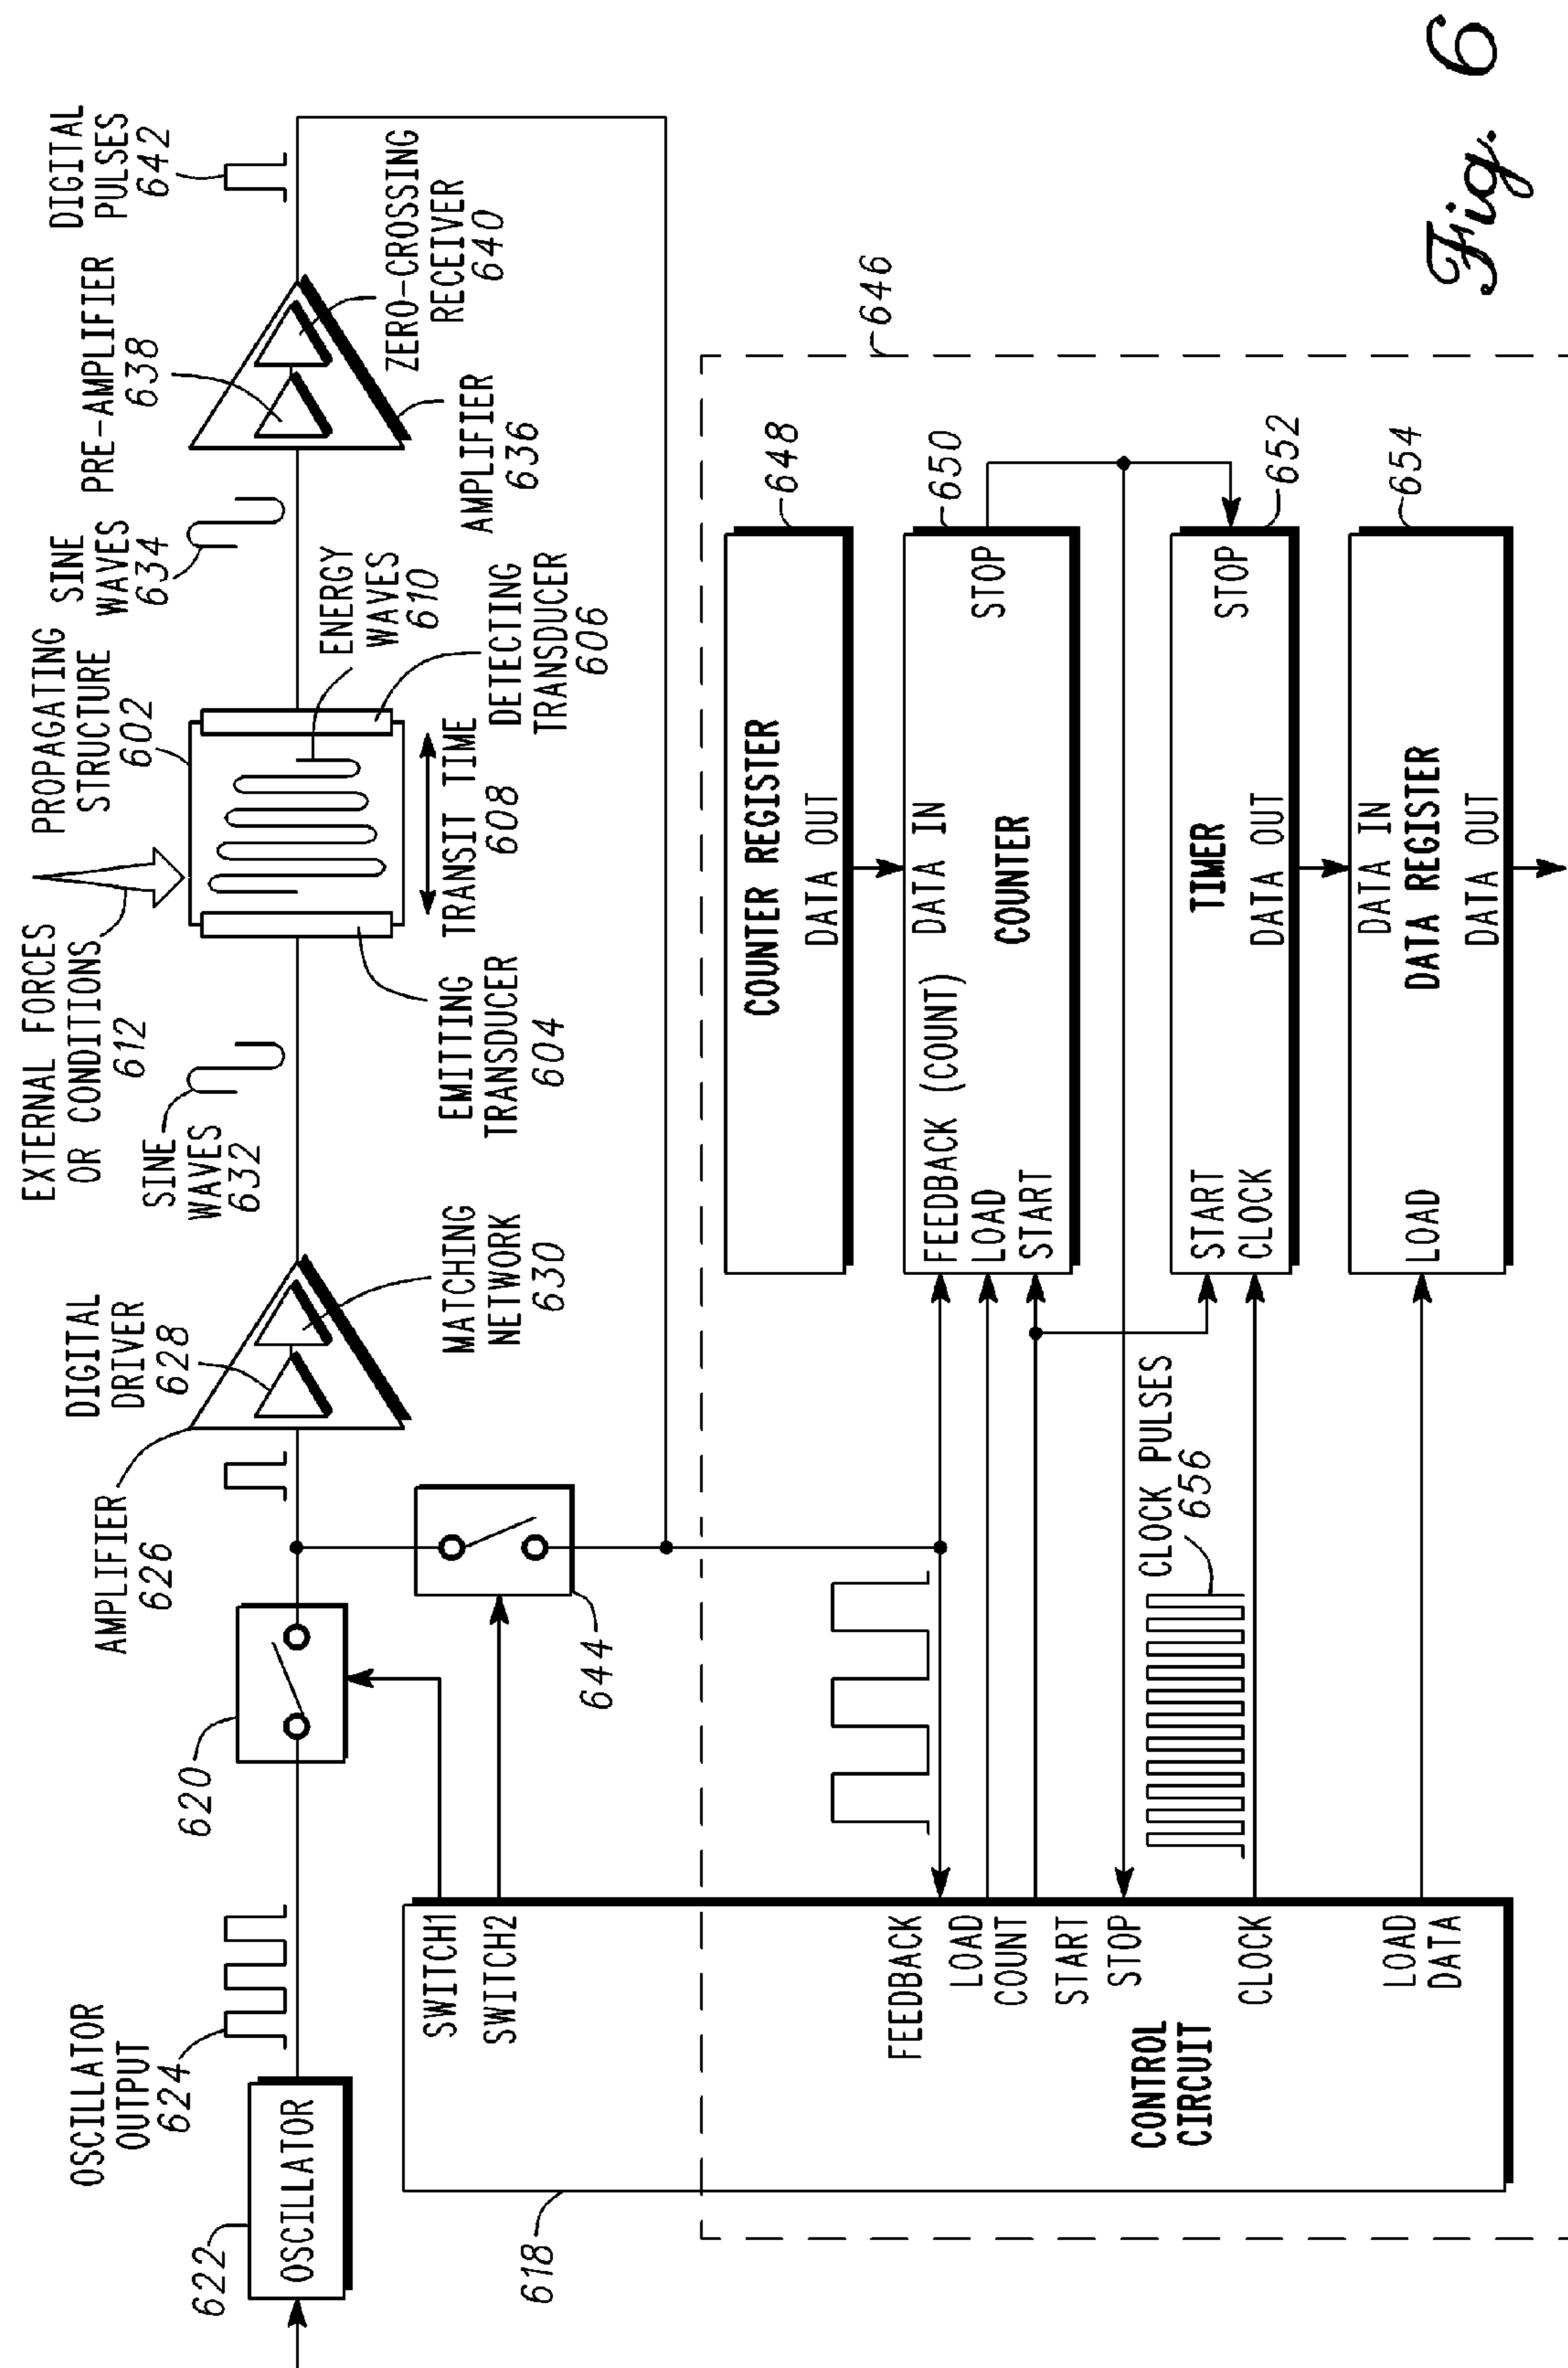 OSCILLATOR
OUTPUT
624
622
OSCILLATOR
620
AMPLIFIER
626
DIGITAL
DRIVER
628
MATCHING
NETWORK
630
644
EXTERNAL FORCES
OR CONDITIONS
612
SINE
WAVES
632
EMITTING
TRANSDUCER
604
PROPAGATING
STRUCTURE
602
TRANSIT TIME
608
ENERGY
WAVES
610
DETECTING
TRANSDUCER
606
SINE
WAVES
634
PRE-AMPLIFIER
638
AMPLIFIER
636
ZERO-CROSSING
RECEIVER
640
DIGITAL
PULSES
642
618
SWITCH1
SWITCH2
FEEDBACK
LOAD
COUNT
START
STOP
CLOCK
LOAD
DATA
CONTROL
CIRCUIT
CLOCK PULSES
656
646
COUNTER REGISTER
DATA OUT
648
FEEDBACK (COUNT)
LOAD
START
DATA IN
COUNTER
STOP
650
START
CLOCK
TIMER
DATA OUT
STOP
652
LOAD
DATA IN
DATA REGISTER
DATA OUT
654
Fig. 6